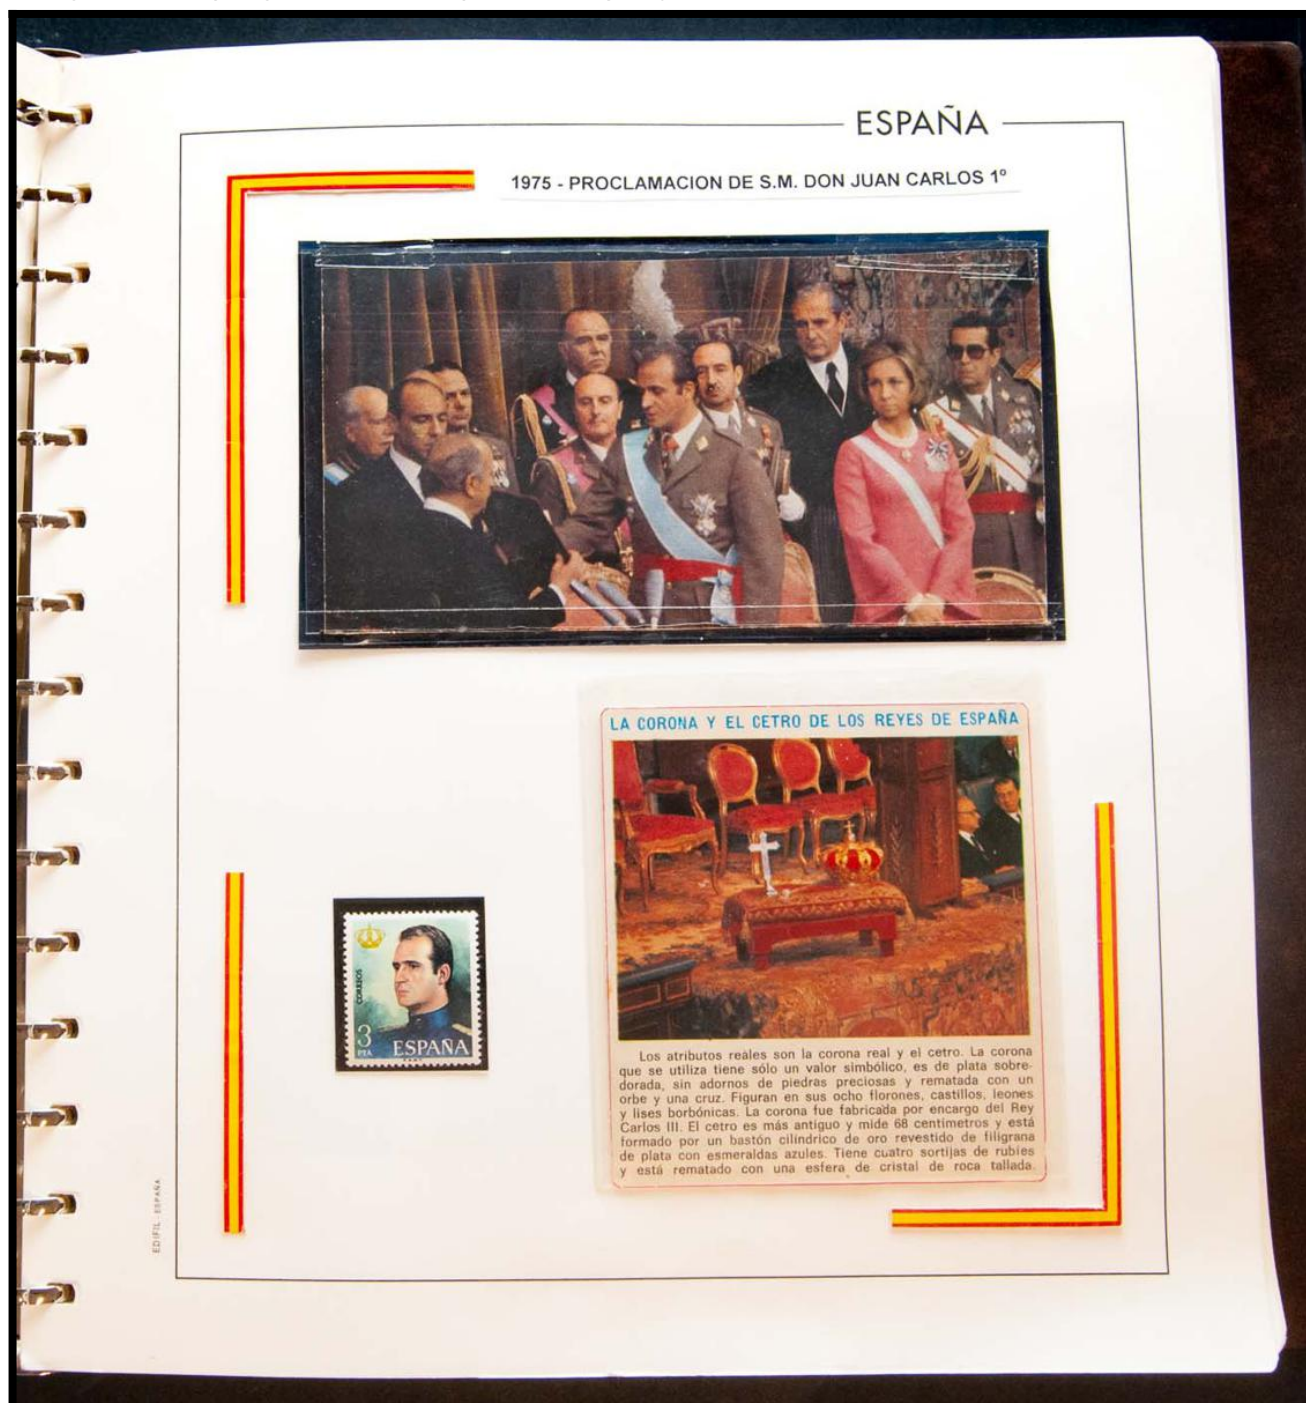 ESPAÑA
1975 - PROCLAMACION DE S.M. DON JUAN CARLOS 1º
LA CORONA Y EL CETRO DE LOS REYES DE ESPAÑA
Los atributos reales son la corona real y el cetro. La corona
que se utiliza tiene sólo un valor simbólico, es de plata sobre-
dorada, sin adornos de piedras preciosas y rematada con un
orbe y una cruz. Figuran en sus ocho florones, castillos, leones
y lises borbónicas. La corona fue fabricada por encargo del Rey
Carlos III. El cetro es más antiguo y mide 68 centímetros y está
formado por un bastón cilíndrico de oro revestido de filigrana
de plata con esmeraldas azules. Tiene cuatro sortijas de rubíes
y está rematado con una esfera de cristal de roca tallada.
CORREOS
3
PTA
ESPAÑA
EDIFIL - ESPAÑA